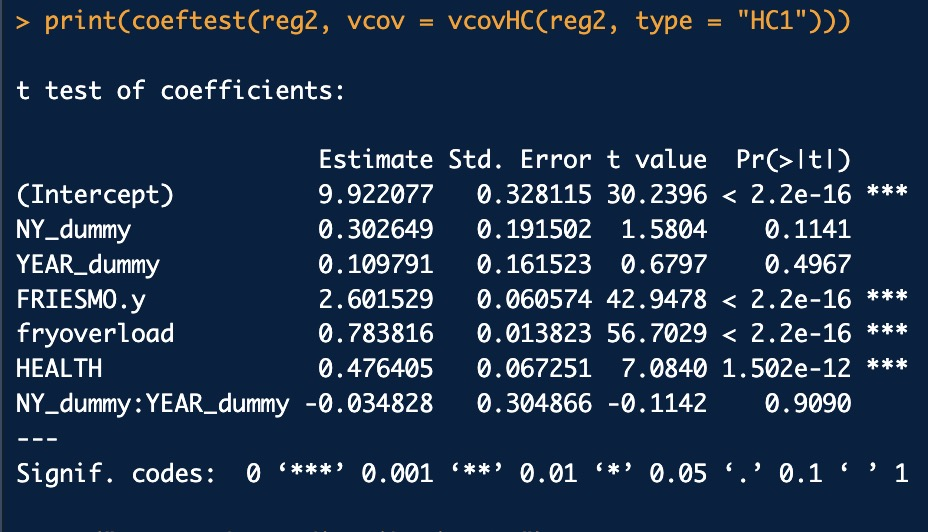 > print(coeftest(reg2, vcov = vcovHC(reg2, type = "HC1")))
t test of coefficients:
Estimate Std. Error t value Pr(>|t|)
(Intercept) 9.922077 0.328115 30.2396 < 2.2e-16 ***
NY_dummy 0.302649 0.191502 1.5804 0.1141
YEAR_dummy 0.109791 0.161523 0.6797 0.4967
FRIESMO.y 2.601529 0.060574 42.9478 < 2.2e-16 ***
fryoverload 0.783816 0.013823 56.7029 < 2.2e-16 ***
HEALTH 0.476405 0.067251 7.0840 1.502e-12 ***
NY_dummy:YEAR_dummy -0.034828 0.304866 -0.1142 0.9090
---
Signif. codes: 0 ‘***’ 0.001 ‘**’ 0.01 ‘*’ 0.05 ‘.’ 0.1 ‘ ’ 1